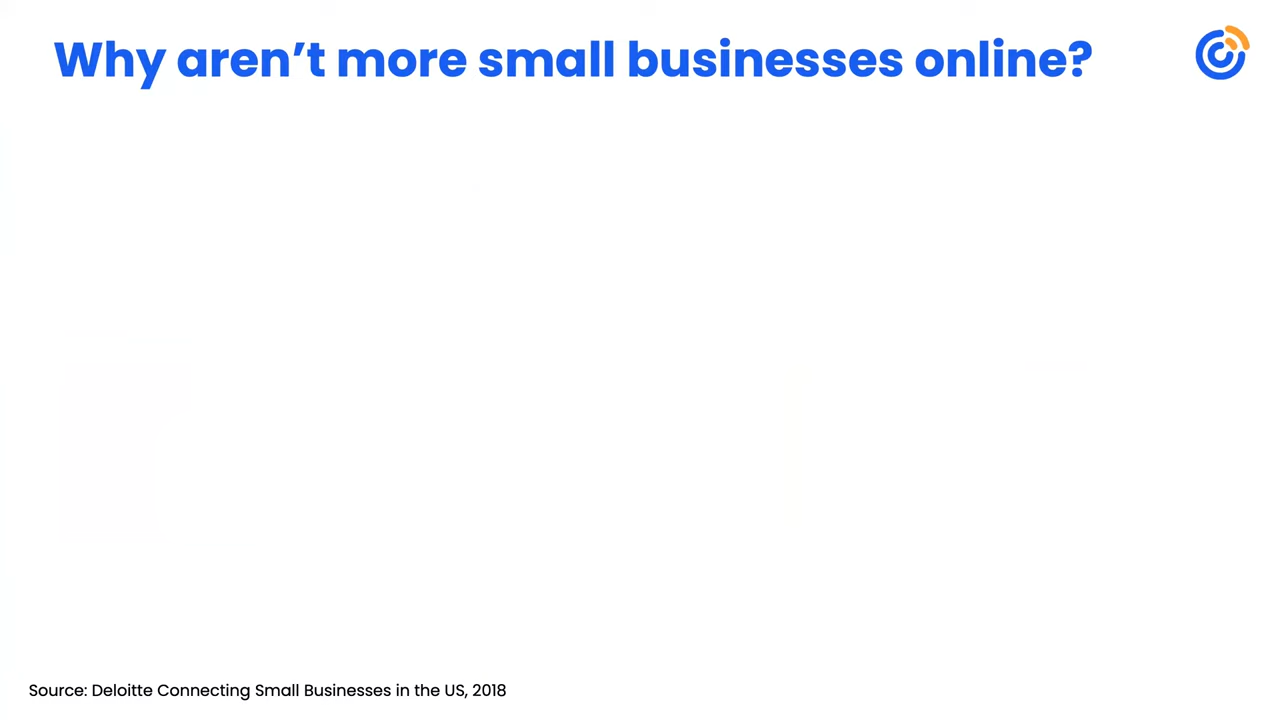 Why aren’t more small businesses online?
Source: Deloitte Connecting Small Businesses in the US, 2018